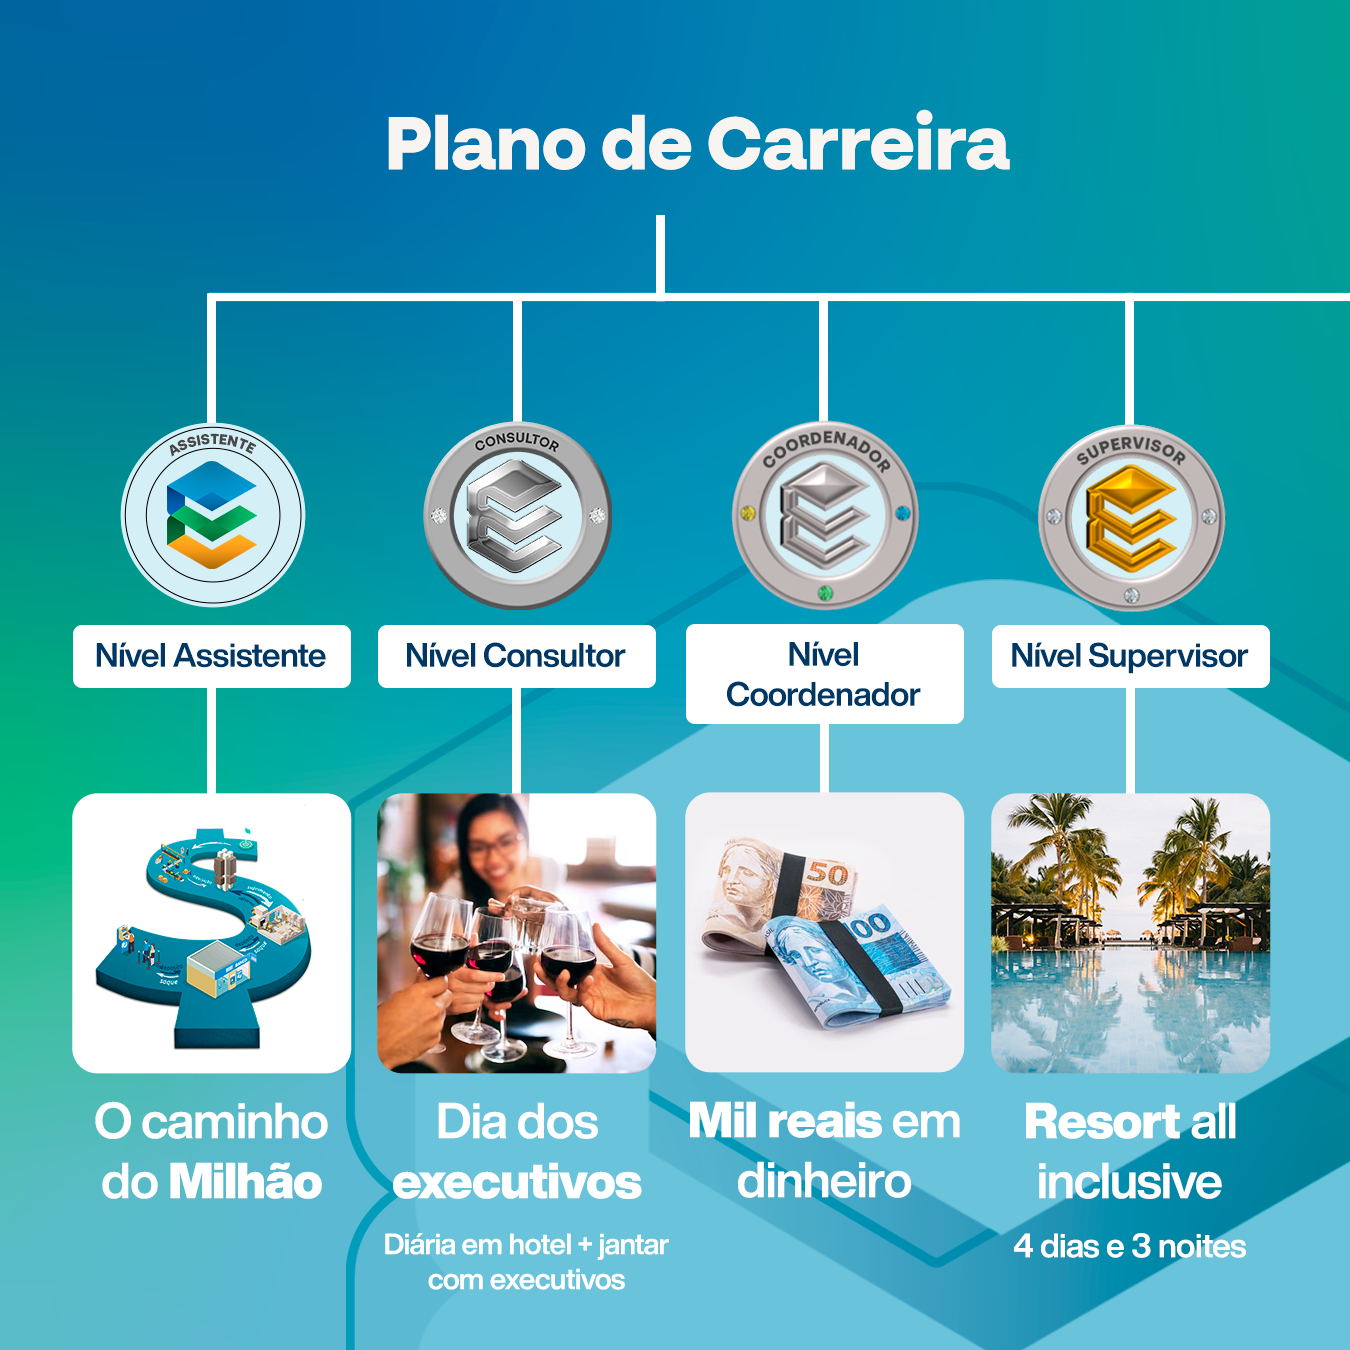 Plano de Carreira
ASSISTENTE
CONSULTOR
COORDENADOR
SUPERVISOR
Nível Assistente
Nível Consultor
Nível
Coordenador
Nível Supervisor
50
00
O caminho
do Milhão
Dia dos
executivos
Diária em hotel + jantar
com executivos
Mil reais em
dinheiro
Resort all
inclusive
4 dias e 3 noites